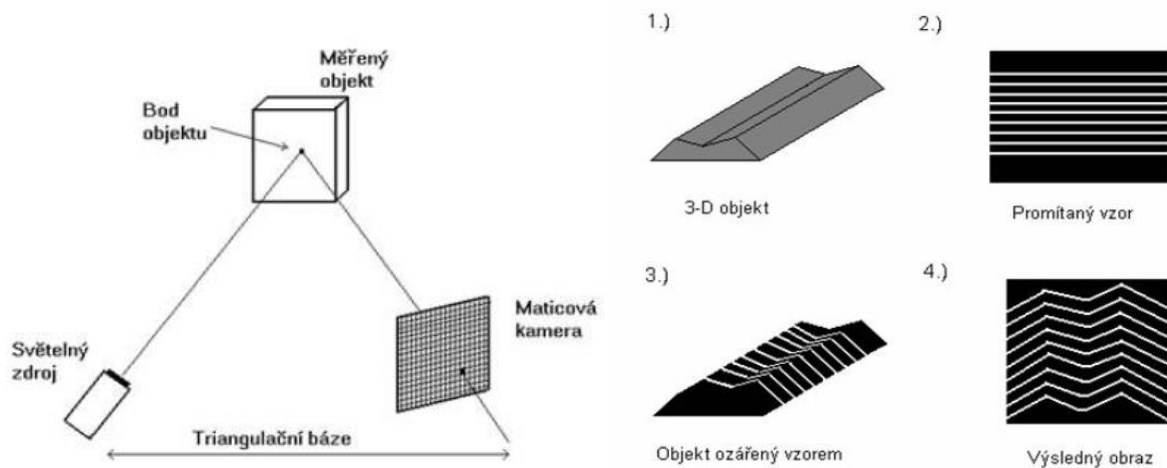 Měřený
objekt
Bod
objektu
Světelný
zdroj
Maticová
kamera
Triangulační báze
1.)
3-D objekt
2.)
Promítaný vzor
3.)
Objekt ozářený vzorem
4.)
Výsledný obraz